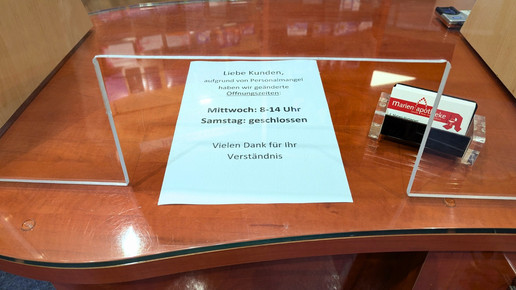 Liebe Kunden,
aufgrund von Personalmangel
haben wir geänderte
Öffnungszeiten:
Mittwoch: 8-14 Uhr
Samstag: geschlossen
Vielen Dank für Ihr
Verständnis
marien apotheke